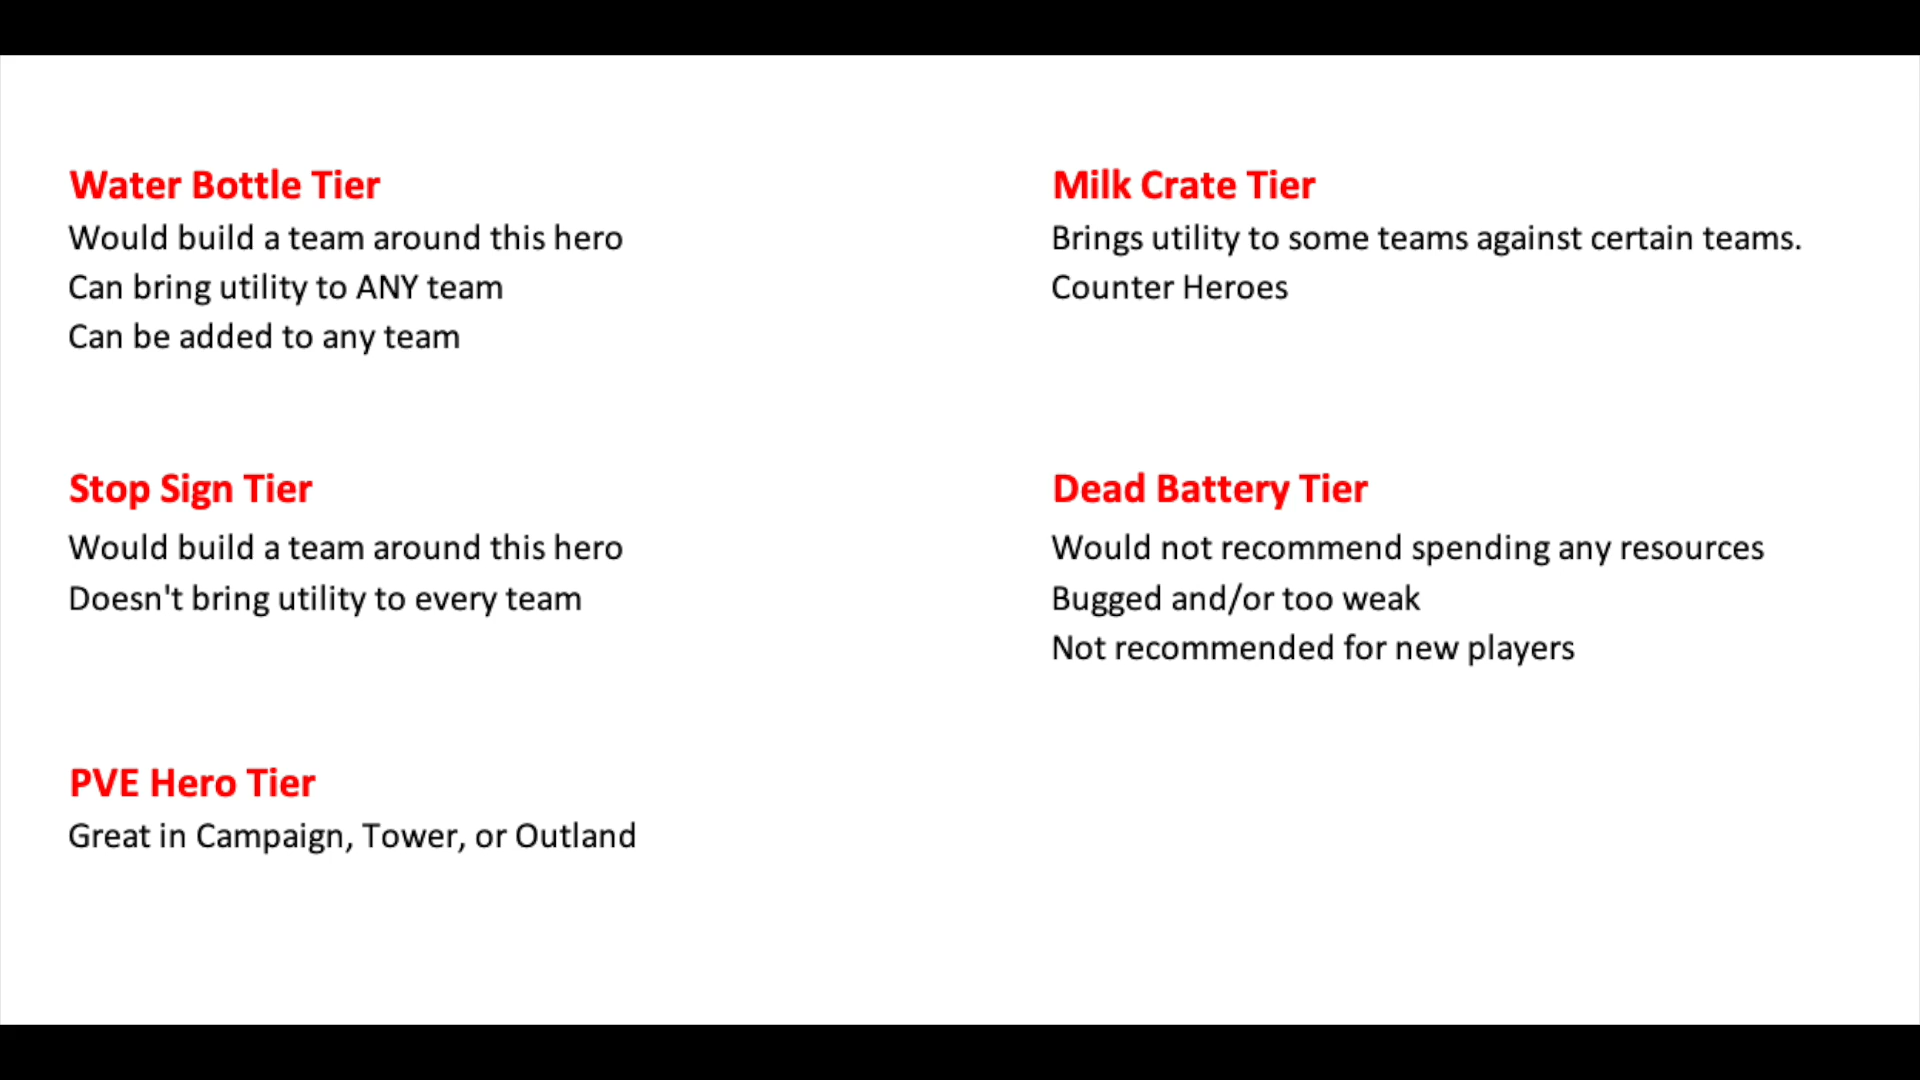 Water Bottle Tier
Would build a team around this hero
Can bring utility to ANY team
Can be added to any team
Stop Sign Tier
Would build a team around this hero
Doesn't bring utility to every team
PVE Hero Tier
Great in Campaign, Tower, or Outland
Milk Crate Tier
Brings utility to some teams against certain teams.
Counter Heroes
Dead Battery Tier
Would not recommend spending any resources
Bugged and/or too weak
Not recommended for new players